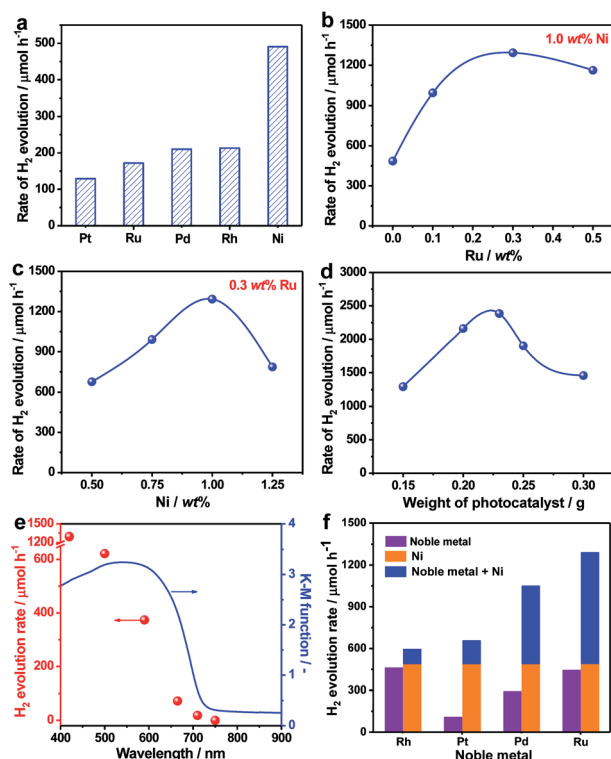 a
Rate of H2 evolution / μmol h-1
500
400
300
200
100
0
Pt Ru Pd Rh Ni
b
1.0 wt% Ni
Rate of H2 evolution / μmol h-1
1500
1200
900
600
300
0
0.0 0.1 0.2 0.3 0.4 0.5
Ru / wt%
c
0.3 wt% Ru
Rate of H2 evolution / μmol h-1
1500
1200
900
600
300
0
0.50 0.75 1.00 1.25
Ni / wt%
d
Rate of H2 evolution / μmol h-1
3000
2500
2000
1500
1000
500
0
0.15 0.20 0.25 0.30
Weight of photocatalyst / g
e
H2 evolution rate / μmol h-1
1500
1200
600
400
200
0
4
3
2
1
0
K-M function / -
400 500 600 700 800 900
Wavelength / nm
f
Noble metal
Ni
Noble metal + Ni
H2 evolution rate / μmol h-1
1500
1200
900
600
300
0
Rh Pt Pd Ru
Noble metal